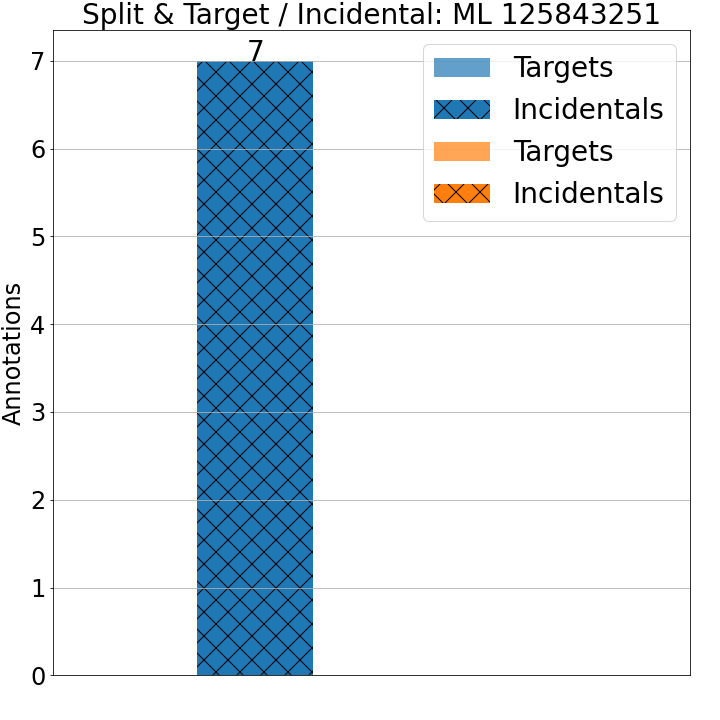 Split & Target / Incidental: ML 125843251
7
Targets
Incidentals
Targets
Incidentals
Annotations
7
6
5
4
3
2
1
0